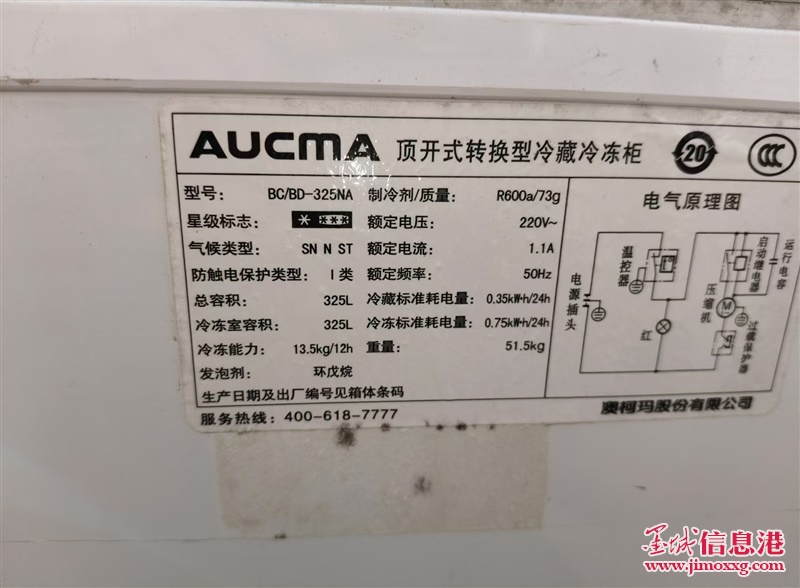 AUCMA 顶开式转换型冷藏冷冻柜 20 CCC
型号: BC/BD-325NA 制冷剂/质量: R600a/73g
星级标志: * *** 额定电压: 220V~
气候类型: SN N ST 额定电流: 1.1A
防触电保护类型: I 类 额定频率: 50Hz
总容积: 325L 冷藏标准耗电量: 0.35kW·h/24h
冷冻室容积: 325L 冷冻标准耗电量: 0.75kW·h/24h
冷冻能力: 13.5kg/12h 重量: 51.5kg
发泡剂: 环戊烷
生产日期及出厂编号见箱体条码
服务热线: 400-618-7777
电气原理图
电源插头
温控器
红
启动继电器
运行电容
压缩机
M
过载保护器
澳柯玛股份有限公司
墨城信息港
www.jimoxxg.com